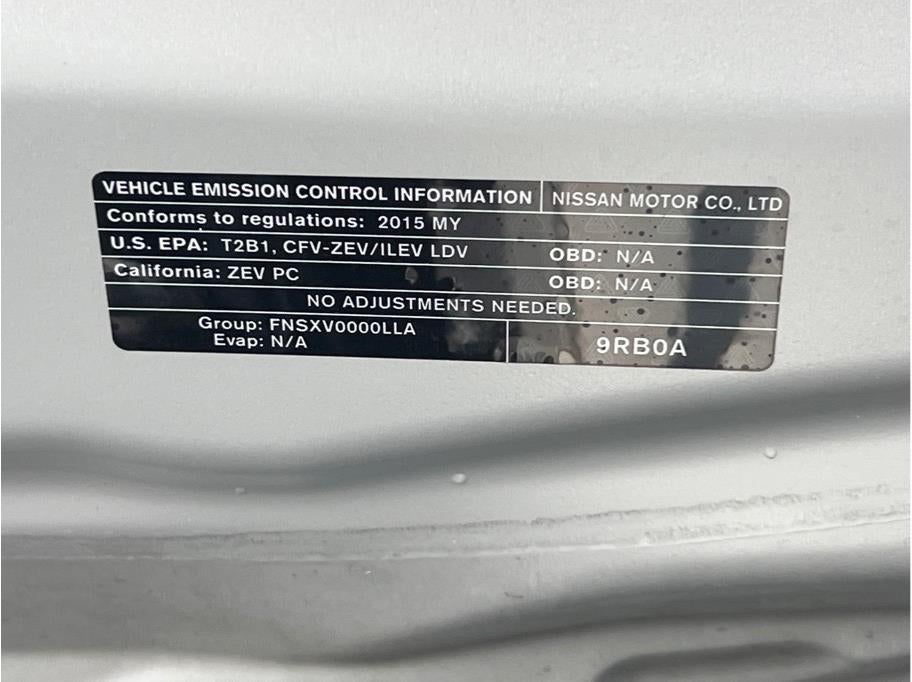 VEHICLE EMISSION CONTROL INFORMATION NISSAN MOTOR CO., LTD
Conforms to regulations: 2015 MY
U.S. EPA: T2B1, CFV-ZEV/ILEV LDV OBD: N/A
California: ZEV PC OBD: N/A
NO ADJUSTMENTS NEEDED.
Group: FNSXV0000LLA
Evap: N/A
9RB0A